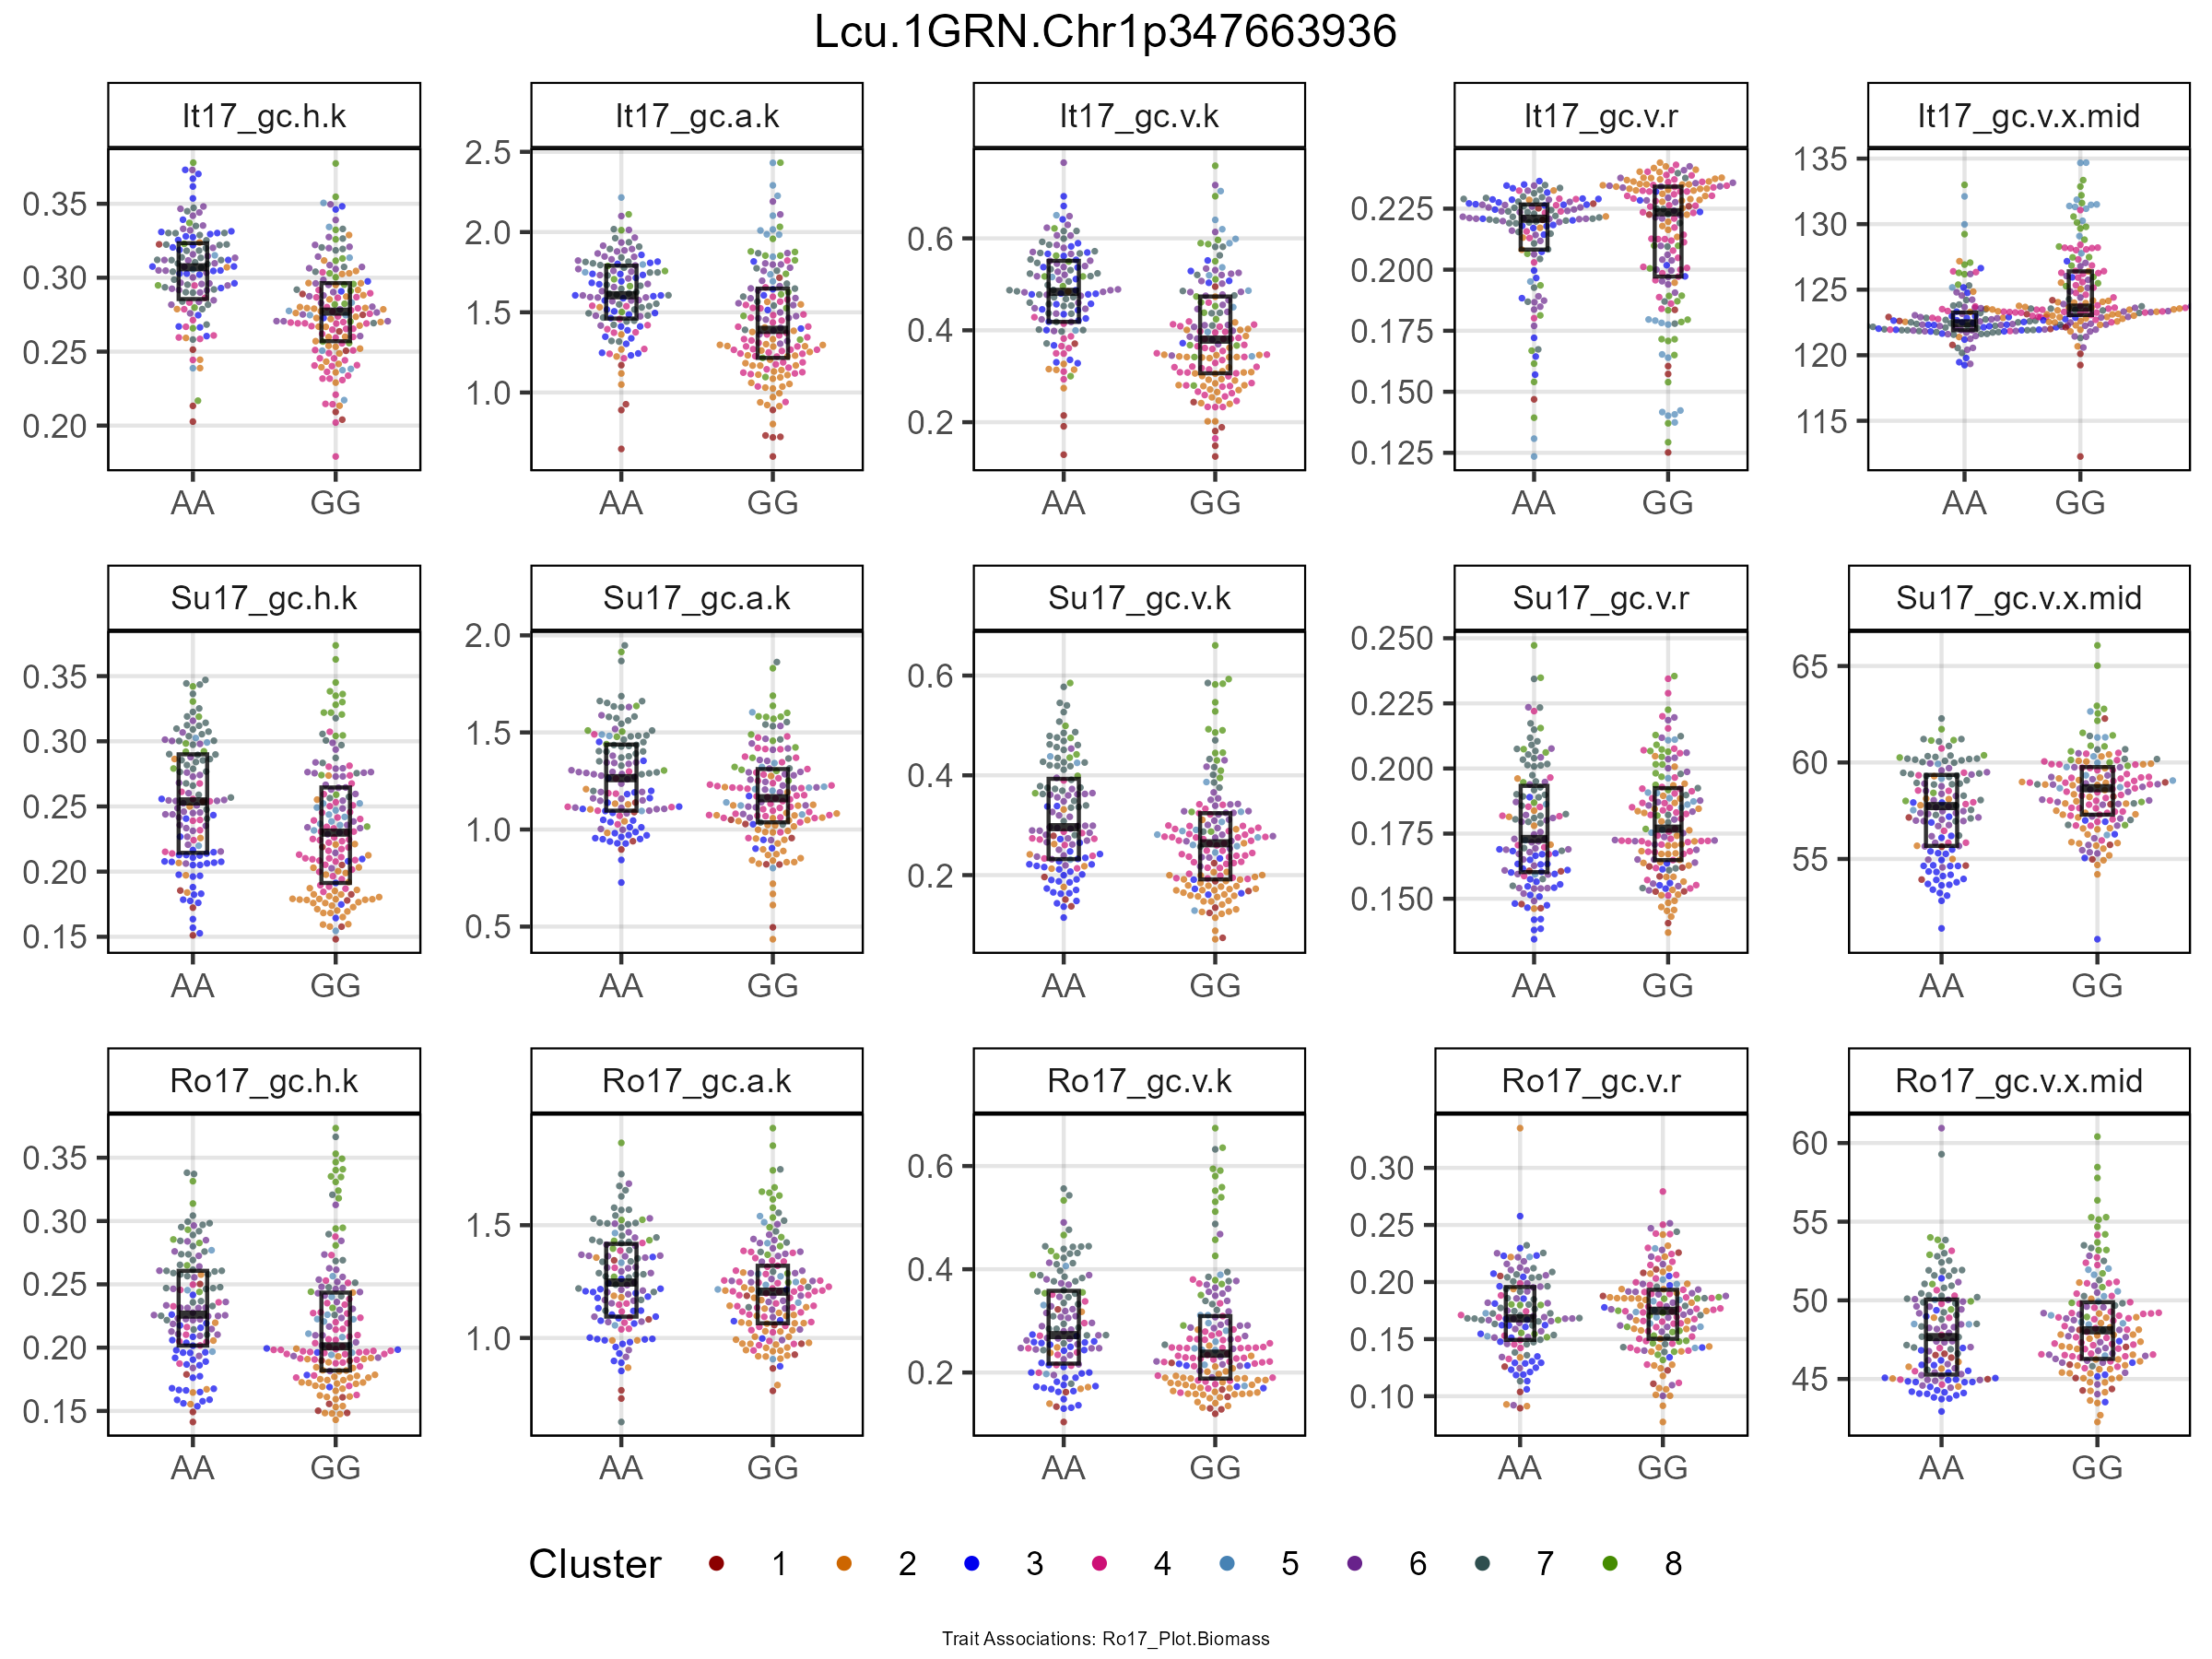 Lcu.1GRN.Chr1p347663936
It17_gc.h.k It17_gc.a.k It17_gc.v.k It17_gc.v.r It17_gc.v.x.mid
0.35 0.30 0.25 0.20
2.5 2.0 1.5 1.0
0.6 0.4 0.2
0.225 0.200 0.175 0.150 0.125
135 130 125 120 115
AA GG AA GG AA GG AA GG AA GG
Su17_gc.h.k Su17_gc.a.k Su17_gc.v.k Su17_gc.v.r Su17_gc.v.x.mid
0.35 0.30 0.25 0.20 0.15
2.0 1.5 1.0 0.5
0.6 0.4 0.2
0.250 0.225 0.200 0.175 0.150
65 60 55
AA GG AA GG AA GG AA GG AA GG
Ro17_gc.h.k Ro17_gc.a.k Ro17_gc.v.k Ro17_gc.v.r Ro17_gc.v.x.mid
0.35 0.30 0.25 0.20 0.15
1.5 1.0
0.6 0.4 0.2
0.30 0.25 0.20 0.15 0.10
60 55 50 45
AA GG AA GG AA GG AA GG AA GG
Cluster 1 2 3 4 5 6 7 8
Trait Associations: Ro17_Plot.Biomass